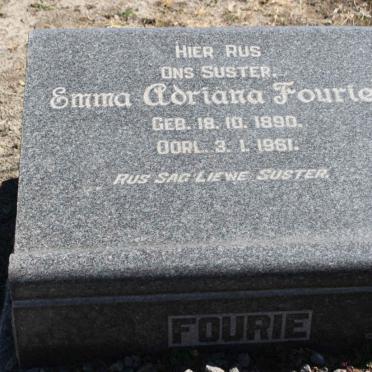 HIER RUS
ONS SUSTER.
Emma Adriana Fourie
GEB. 18. 10. 1890.
OORL. 3. 1. 1961.
RUS SAG LIEWE SUSTER.
FOURIE